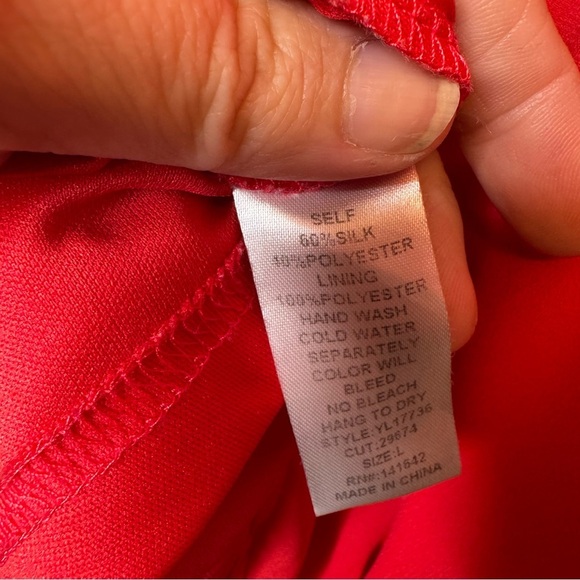 SELF
60%SILK
40%POLYESTER
LINING
100%POLYESTER
HAND WASH
COLD WATER
SEPARATELY
COLOR WILL
BLEED
NO BLEACH
HANG TO DRY
STYLE:YL17736
CUT:29674
SIZE:L
RN#:141642
MADE IN CHINA